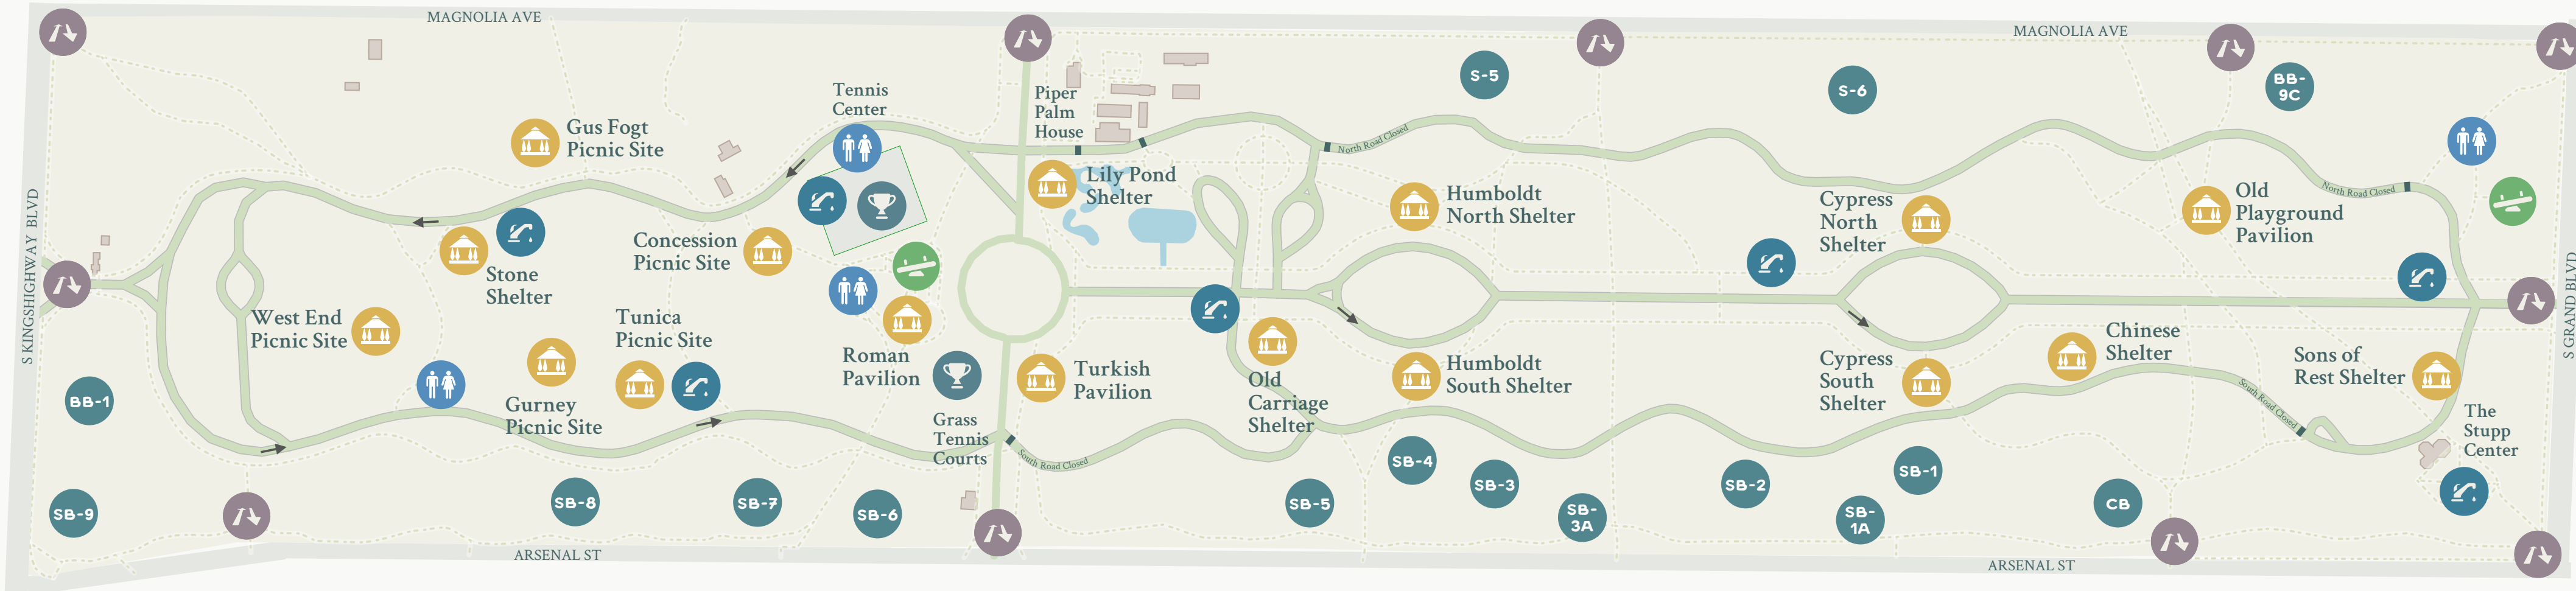 MAGNOLIA AVE
MAGNOLIA AVE
S KINGSHIGHWAY BLVD
S GRAND BLVD
ARSENAL ST
ARSENAL ST
Gus Fogt
Picnic Site
Tennis
Center
Piper
Palm
House
Lily Pond
Shelter
North Road Closed
S-5
S-6
BB-
9C
Stone
Shelter
Concession
Picnic Site
Humboldt
North Shelter
Cypress
North
Shelter
Old
Playground
Pavilion
North Road Closed
West End
Picnic Site
Tunica
Picnic Site
Gurney
Picnic Site
Roman
Pavilion
Grass
Tennis
Courts
Turkish
Pavilion
South Road Closed
Old
Carriage
Shelter
Humboldt
South Shelter
Cypress
South
Shelter
Chinese
Shelter
Sons of
Rest Shelter
South Road Closed
The
Stupp
Center
BB-1
SB-9
SB-8
SB-7
SB-6
SB-5
SB-4
SB-3
SB-
3A
SB-2
SB-
1A
SB-1
CB